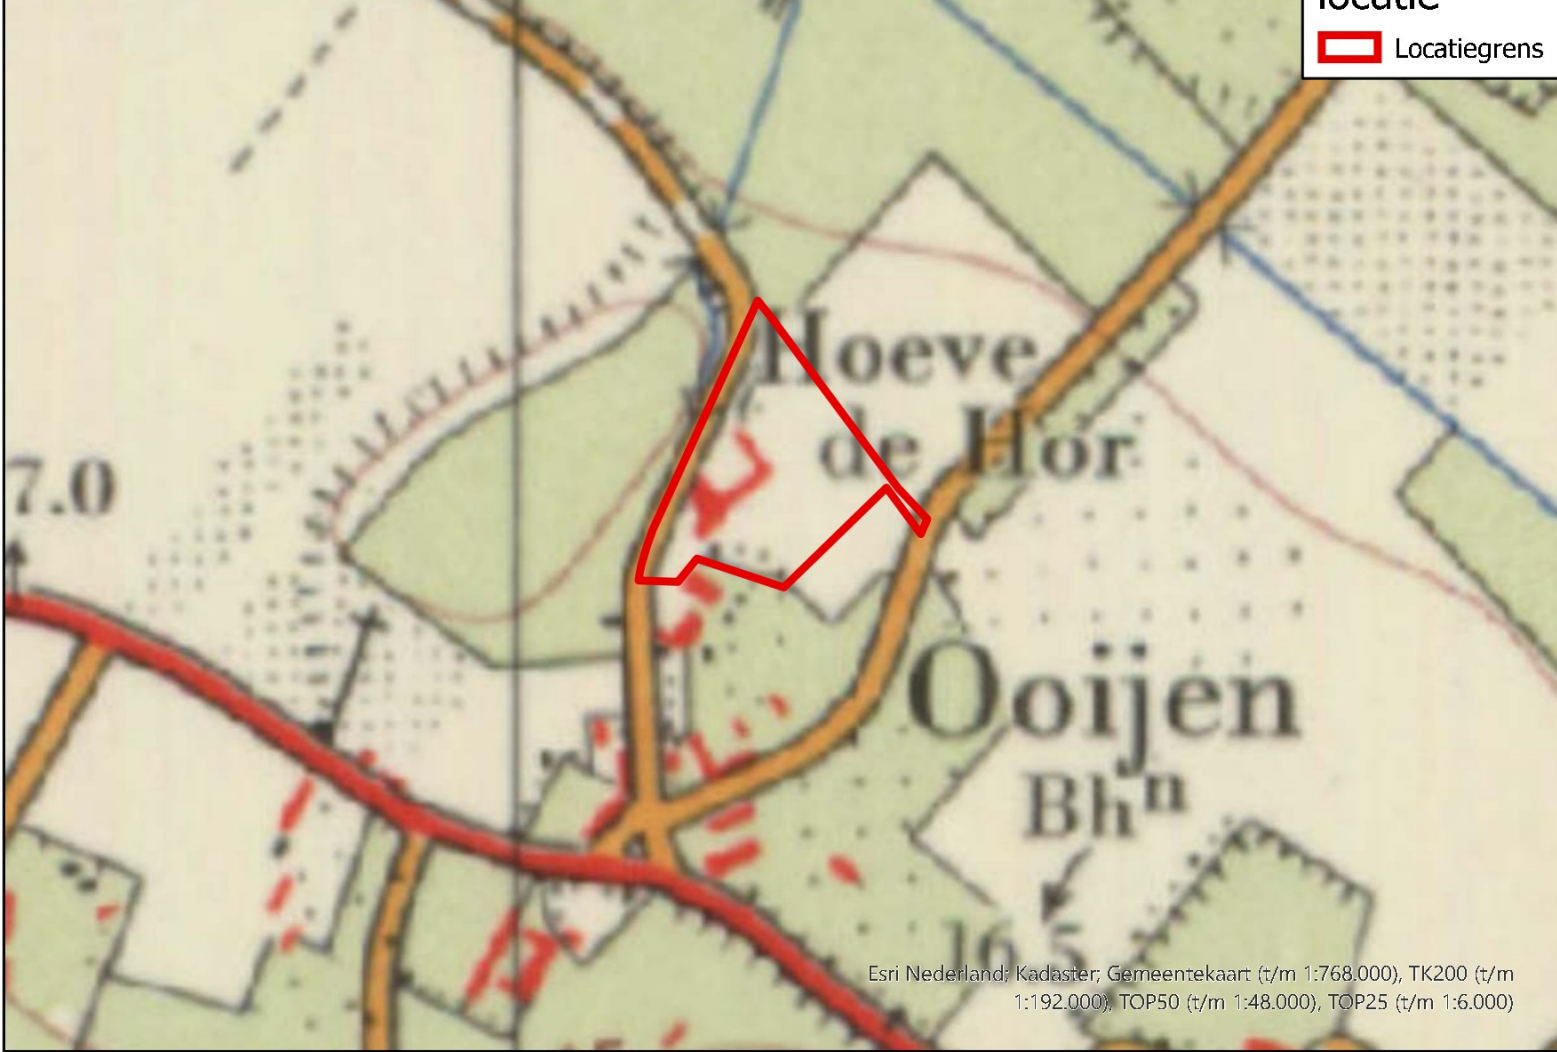 locatie
Locatiegrens
Hoeve
de Hor
7.0
Ooijen
Bhn
16.5
Esri Nederland; Kadaster; Gemeentekaart (t/m 1:768.000), TK200 (t/m
1:192.000), TOP50 (t/m 1:48.000), TOP25 (t/m 1:6.000)